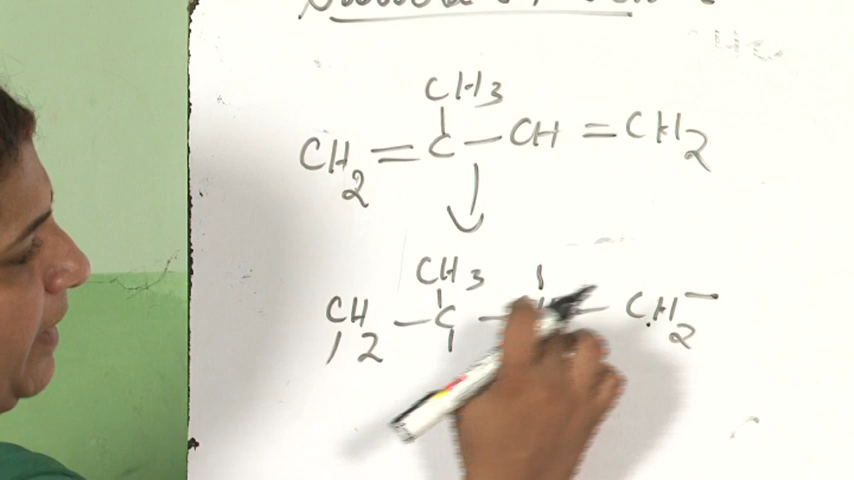 CH3
CH2 = C — CH = CH2
CH3
CH2 — C — — CH2 —